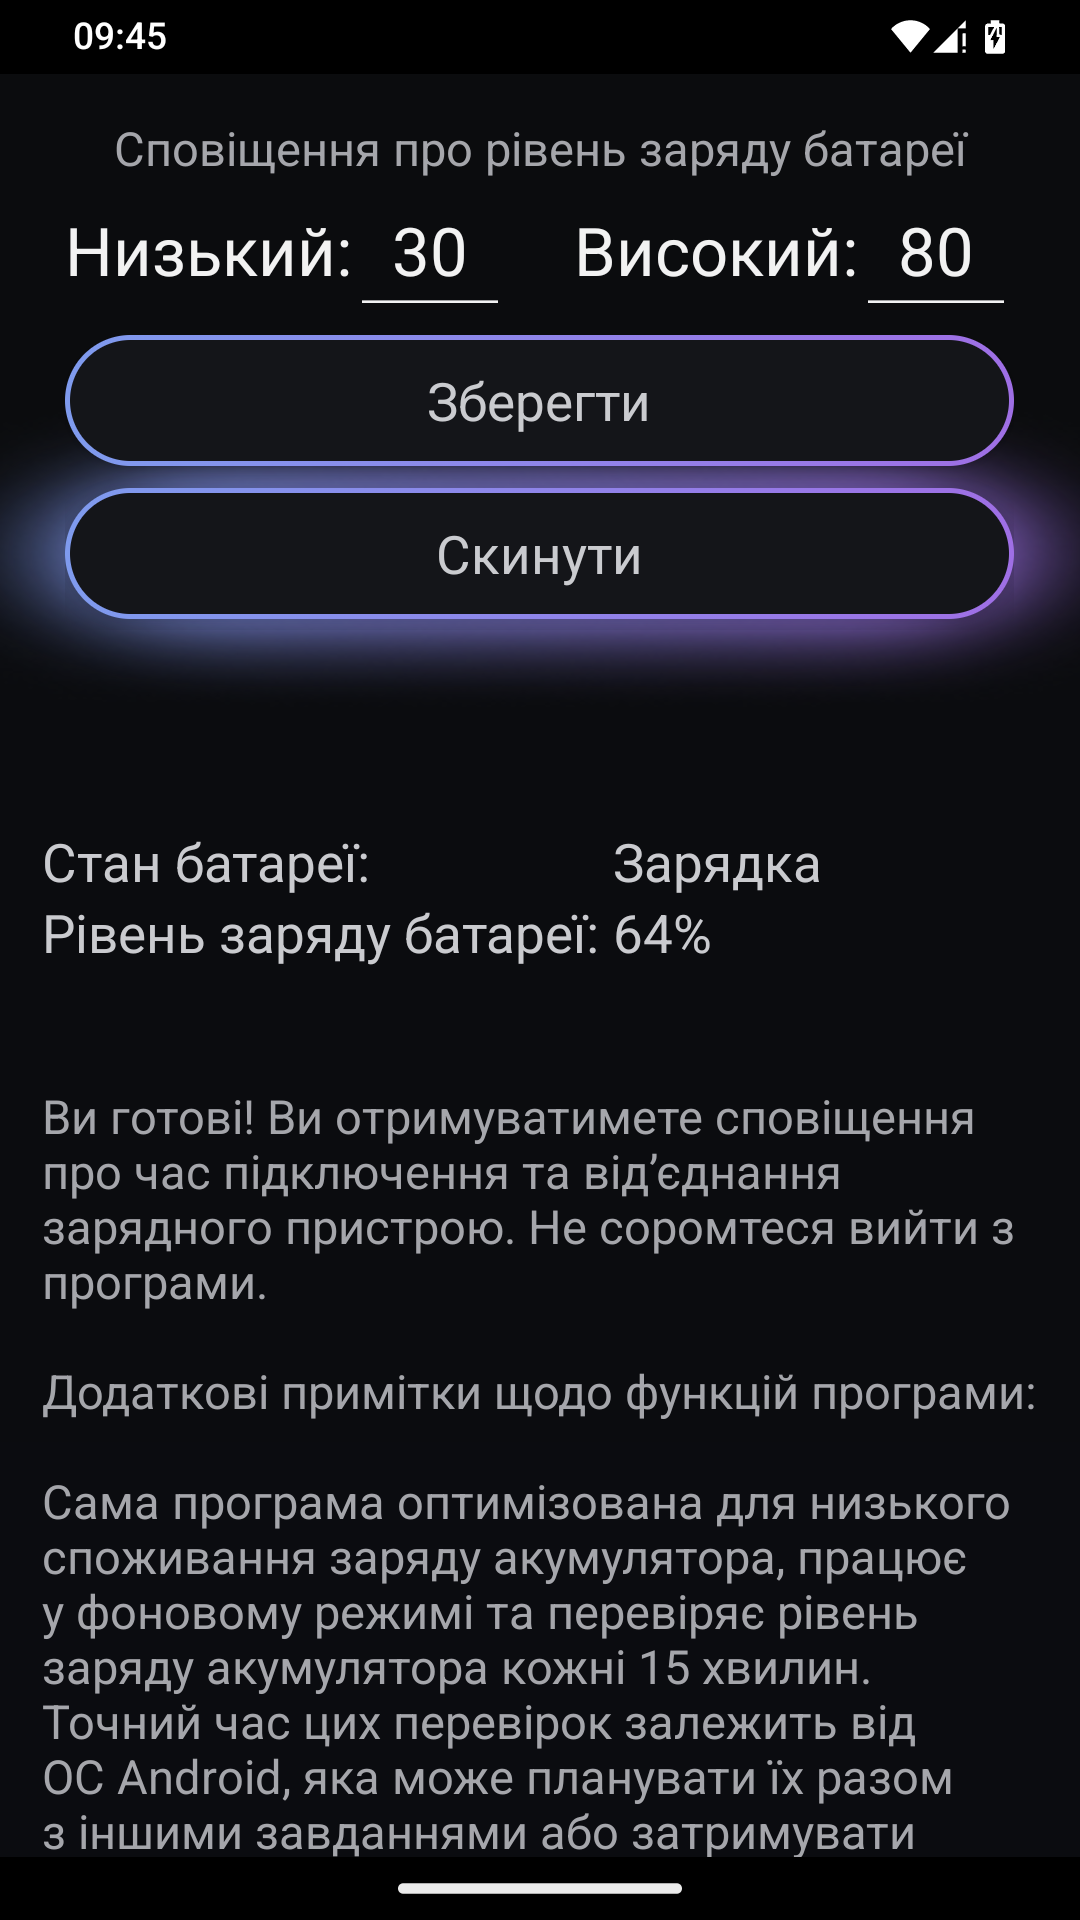 09:45
Сповіщення про рівень заряду батареї
Низький: 30 Високий: 80
Зберегти
Скинути
Стан батареї: Зарядка
Рівень заряду батареї: 64%
Ви готові! Ви отримуватимете сповіщення
про час підключення та від’єднання
зарядного пристрою. Не соромтеся вийти з
програми.
Додаткові примітки щодо функцій програми:
Сама програма оптимізована для низького
споживання заряду акумулятора, працює
у фоновому режимі та перевіряє рівень
заряду акумулятора кожні 15 хвилин.
Точний час цих перевірок залежить від
ОС Android, яка може планувати їх разом
з іншими завданнями або затримувати